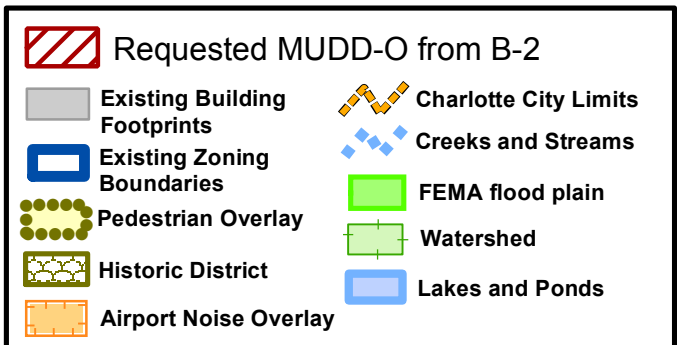 Requested MUDD-O from B-2
Existing Building
Footprints
Existing Zoning
Boundaries
Pedestrian Overlay
Historic District
Airport Noise Overlay
Charlotte City Limits
Creeks and Streams
FEMA flood plain
Watershed
Lakes and Ponds